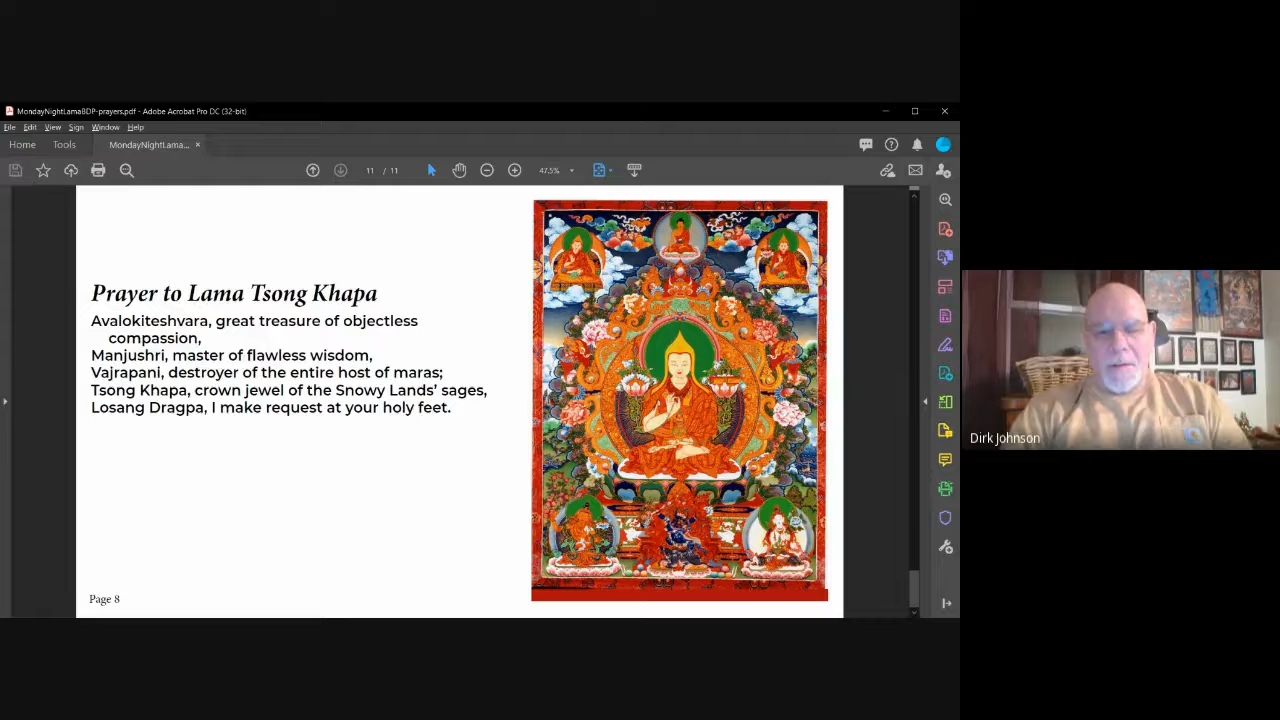 MondayNightLamaBDP-prayers.pdf - Adobe Acrobat Pro DC (32-bit)
File Edit View Sign Window Help
Home Tools MondayNightLama... ×
11 / 11 47.5%
Prayer to Lama Tsong Khapa
Avalokiteshvara, great treasure of objectless
compassion,
Manjushri, master of flawless wisdom,
Vajrapani, destroyer of the entire host of maras;
Tsong Khapa, crown jewel of the Snowy Lands’ sages,
Losang Dragpa, I make request at your holy feet.
Page 8
Dirk Johnson